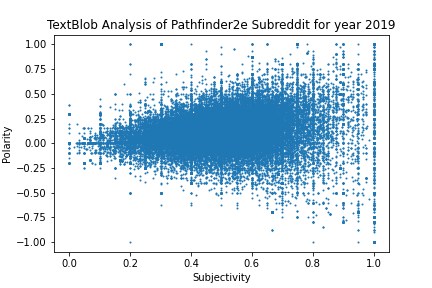 TextBlob Analysis of Pathfinder2e Subreddit for year 2019
1.00
0.75
0.50
0.25
0.00
−0.25
−0.50
−0.75
−1.00
Polarity
0.0 0.2 0.4 0.6 0.8 1.0
Subjectivity